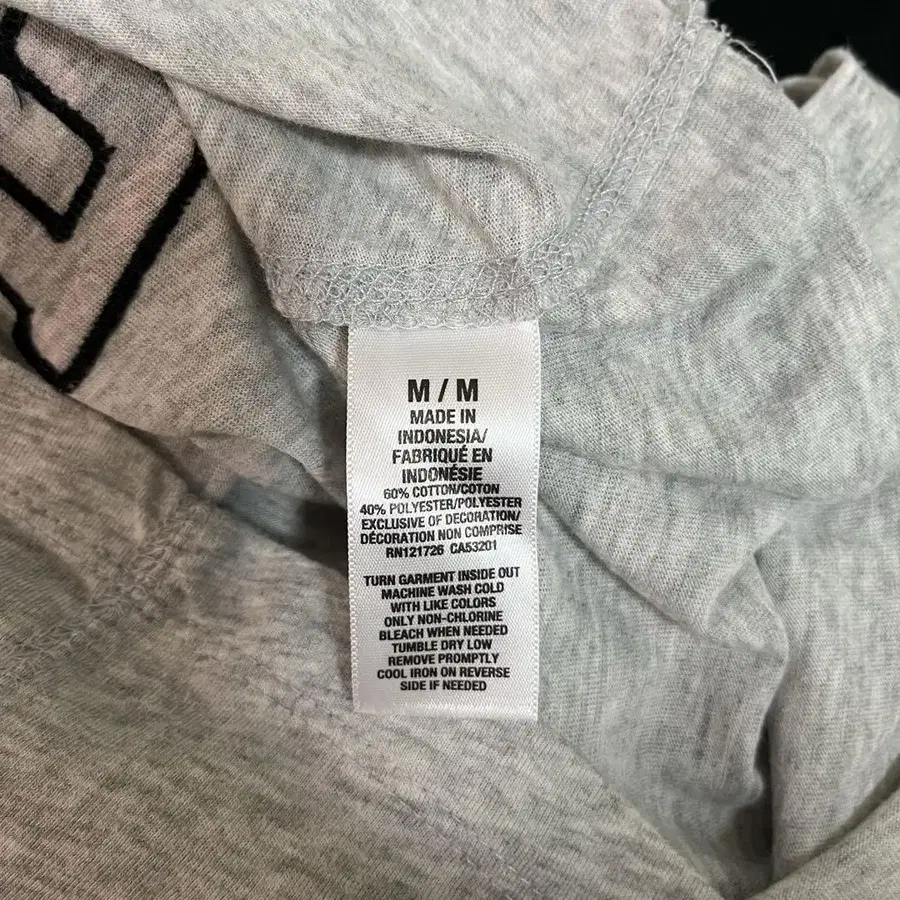 M / M
MADE IN
INDONESIA/
FABRIQUÉ EN
INDONÉSIE
60% COTTON/COTON
40% POLYESTER/POLYESTER
EXCLUSIVE OF DECORATION/
DÉCORATION NON COMPRISE
RN121726 CA53201
TURN GARMENT INSIDE OUT
MACHINE WASH COLD
WITH LIKE COLORS
ONLY NON-CHLORINE
BLEACH WHEN NEEDED
TUMBLE DRY LOW
REMOVE PROMPTLY
COOL IRON ON REVERSE
SIDE IF NEEDED